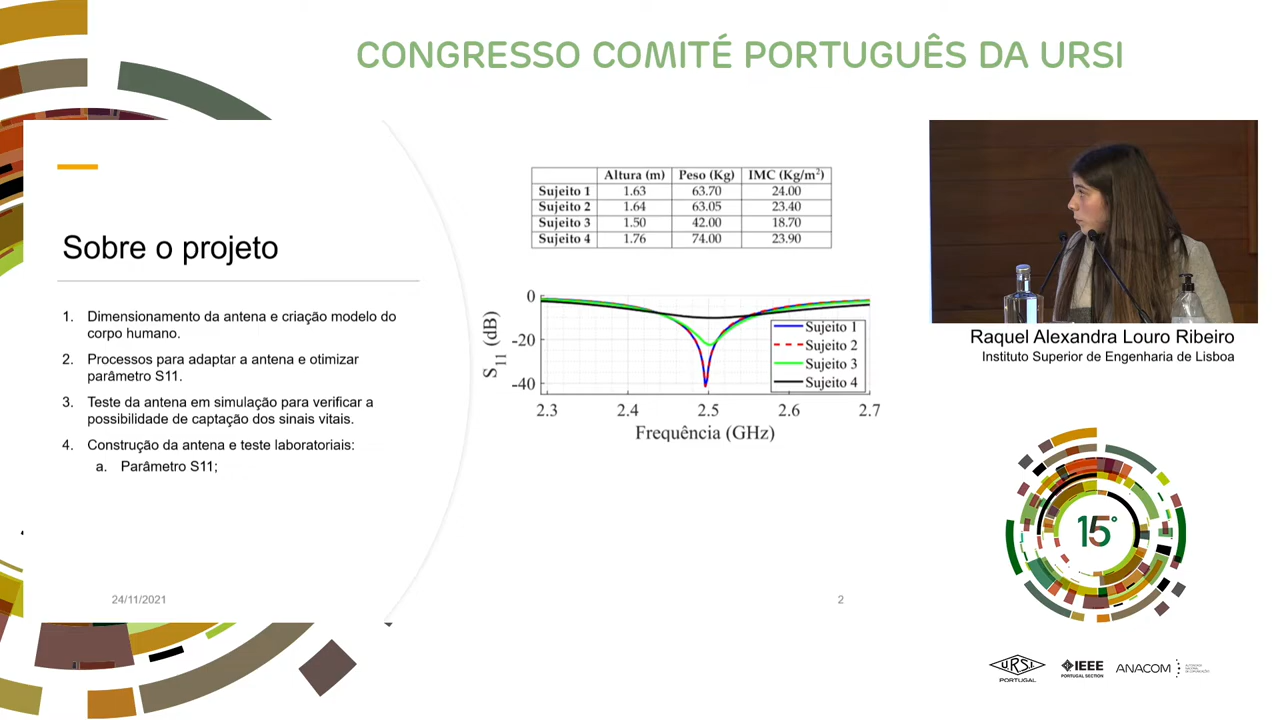 CONGRESSO COMITÉ PORTUGUÊS DA URSI
Sobre o projeto
1. Dimensionamento da antena e criação modelo do
corpo humano.
2. Processos para adaptar a antena e otimizar
parâmetro S11.
3. Teste da antena em simulação para verificar a
possibilidade de captação dos sinais vitais.
4. Construção da antena e teste laboratoriais:
a. Parâmetro S11;
24/11/2021
Altura (m) Peso (Kg) IMC (Kg/m²)
Sujeito 1 1.63 63.70 24.00
Sujeito 2 1.64 63.05 23.40
Sujeito 3 1.50 42.00 18.70
Sujeito 4 1.76 74.00 23.90
S11 (dB)
0
-20
-40
Sujeito 1
Sujeito 2
Sujeito 3
Sujeito 4
2.3 2.4 2.5 2.6 2.7
Frequência (GHz)
2
Raquel Alexandra Louro Ribeiro
Instituto Superior de Engenharia de Lisboa
15°
URSI
PORTUGAL
IEEE
PORTUGAL SECTION
ANACOM